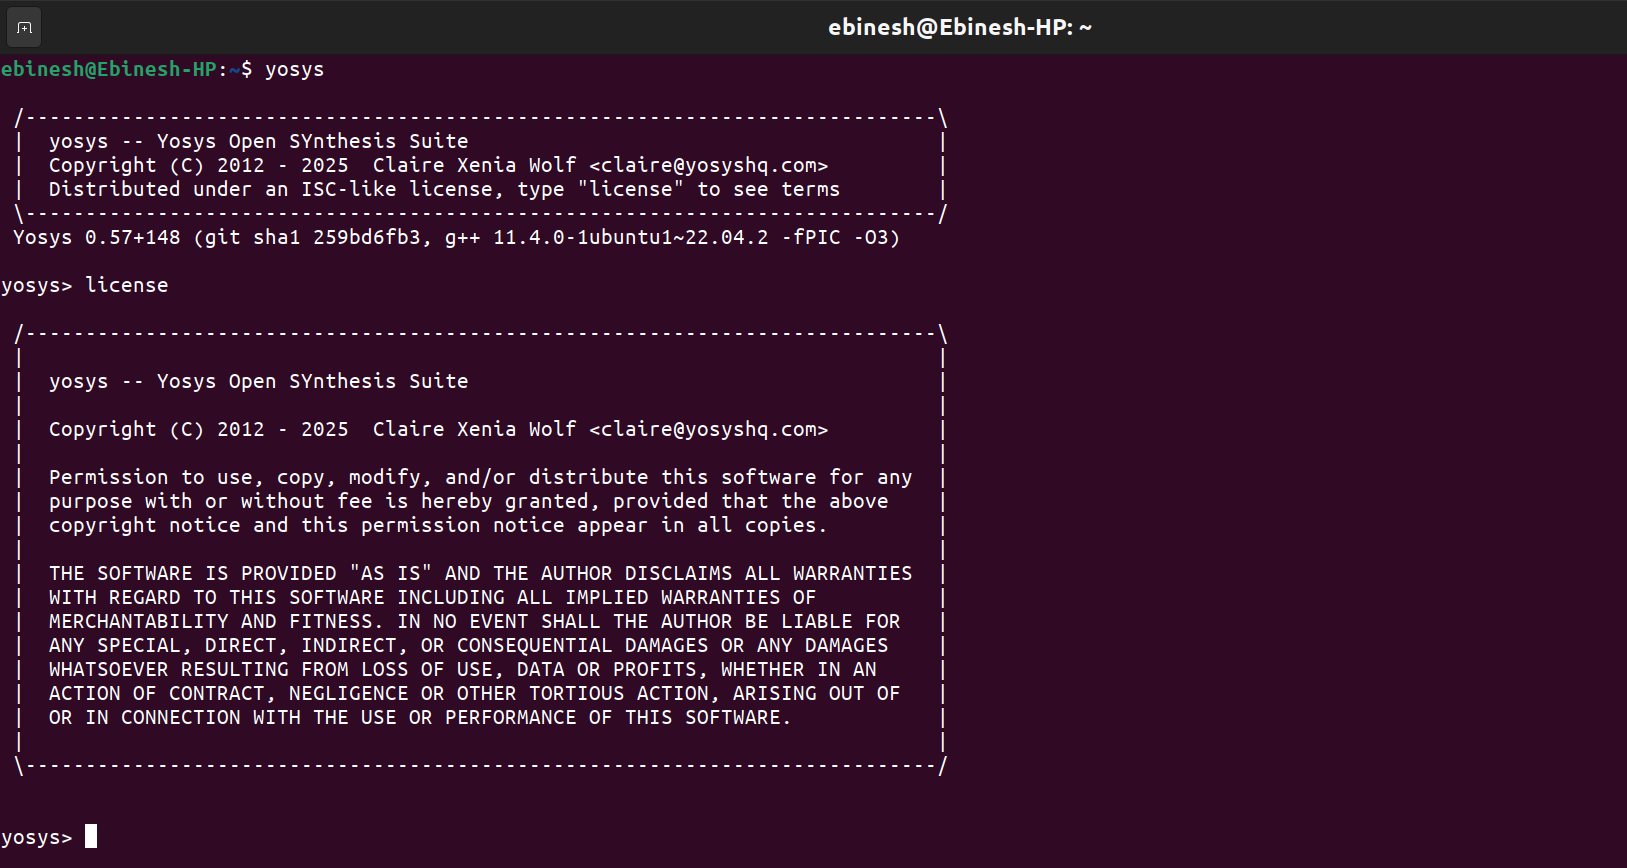 ebinesh@Ebinesh-HP: ~
ebinesh@Ebinesh-HP:~$ yosys
/----------------------------------------------------------------------------\
|  yosys -- Yosys Open SYnthesis Suite                                       |
|  Copyright (C) 2012 - 2025  Claire Xenia Wolf <claire@yosyshq.com>         |
|  Distributed under an ISC-like license, type "license" to see terms        |
\----------------------------------------------------------------------------/
Yosys 0.57+148 (git sha1 259bd6fb3, g++ 11.4.0-1ubuntu1~22.04.2 -fPIC -O3)
yosys> license
/----------------------------------------------------------------------------\
|                                                                            |
|  yosys -- Yosys Open SYnthesis Suite                                       |
|                                                                            |
|  Copyright (C) 2012 - 2025  Claire Xenia Wolf <claire@yosyshq.com>         |
|                                                                            |
|  Permission to use, copy, modify, and/or distribute this software for any  |
|  purpose with or without fee is hereby granted, provided that the above    |
|  copyright notice and this permission notice appear in all copies.         |
|                                                                            |
|  THE SOFTWARE IS PROVIDED "AS IS" AND THE AUTHOR DISCLAIMS ALL WARRANTIES  |
|  WITH REGARD TO THIS SOFTWARE INCLUDING ALL IMPLIED WARRANTIES OF          |
|  MERCHANTABILITY AND FITNESS. IN NO EVENT SHALL THE AUTHOR BE LIABLE FOR   |
|  ANY SPECIAL, DIRECT, INDIRECT, OR CONSEQUENTIAL DAMAGES OR ANY DAMAGES    |
|  WHATSOEVER RESULTING FROM LOSS OF USE, DATA OR PROFITS, WHETHER IN AN     |
|  ACTION OF CONTRACT, NEGLIGENCE OR OTHER TORTIOUS ACTION, ARISING OUT OF   |
|  OR IN CONNECTION WITH THE USE OR PERFORMANCE OF THIS SOFTWARE.            |
|                                                                            |
\----------------------------------------------------------------------------/
yosys>